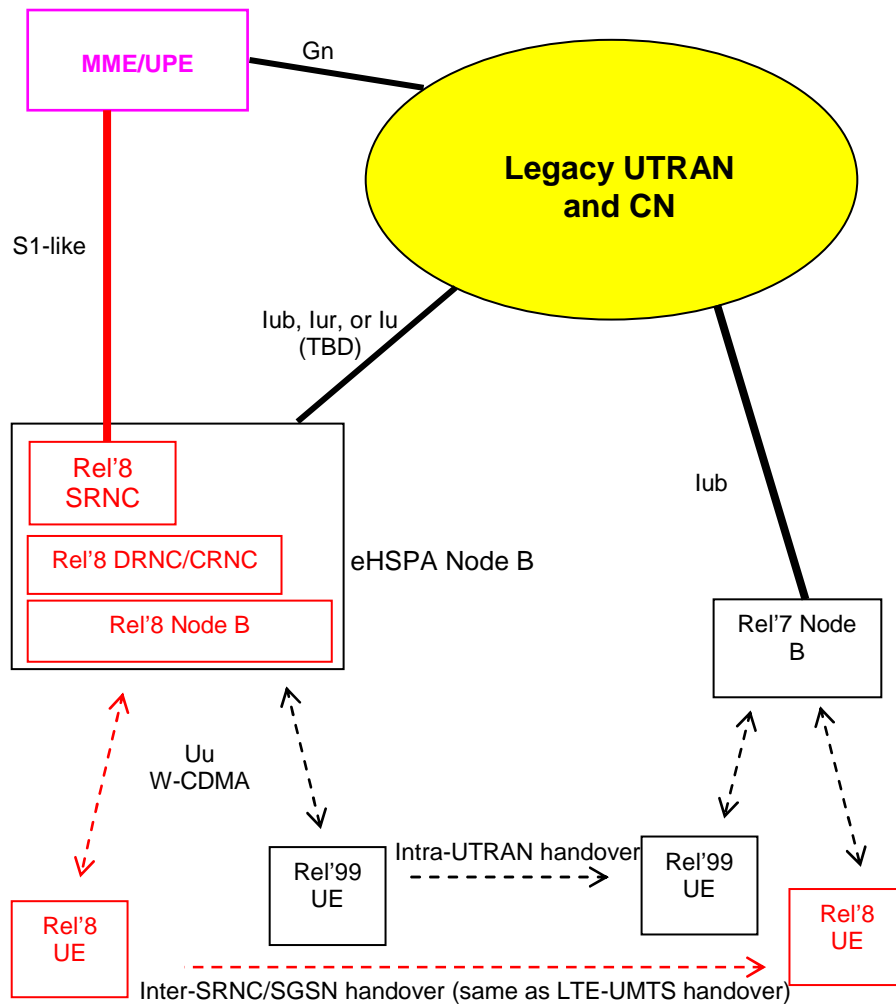 MME/UPE
Gn
Legacy UTRAN
and CN
S1-like
Iub, Iur, or Iu
(TBD)
Rel'8
SRNC
Iub
Rel'8 DRNC/CRNC
eHSPA Node B
Rel'8 Node B
Rel'7 Node
B
Uu
W-CDMA
Rel'99
UE
Intra-UTRAN handover
Rel'99
UE
Rel'8
UE
Rel'8
UE
Inter-SRNC/SGSN handover (same as LTE-UMTS handover)